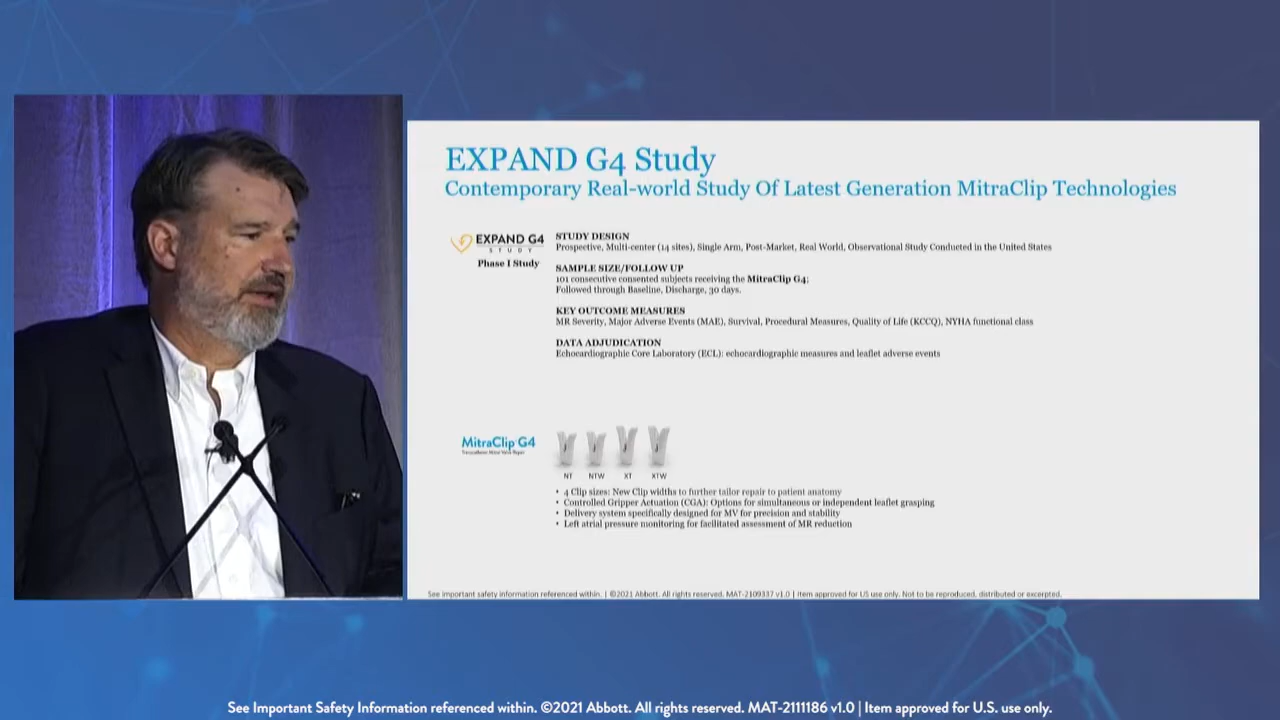 EXPAND G4 Study
Contemporary Real-world Study Of Latest Generation MitraClip Technologies
EXPAND G4
STUDY
Phase I Study
STUDY DESIGN
Prospective, Multi-center (14 sites), Single Arm, Post-Market, Real World, Observational Study Conducted in the United States
SAMPLE SIZE/FOLLOW UP
101 consecutive consented subjects receiving the MitraClip G4;
Followed through Baseline, Discharge, 30 days.
KEY OUTCOME MEASURES
MR Severity, Major Adverse Events (MAE), Survival, Procedural Measures, Quality of Life (KCCQ), NYHA functional class
DATA ADJUDICATION
Echocardiographic Core Laboratory (ECL): echocardiographic measures and leaflet adverse events
MitraClip G4
Transcatheter Mitral Valve Repair
NT NTW XT XTW
• 4 Clip sizes: New Clip widths to further tailor repair to patient anatomy
• Controlled Gripper Actuation (CGA): Options for simultaneous or independent leaflet grasping
• Delivery system specifically designed for MV for precision and stability
• Left atrial pressure monitoring for facilitated assessment of MR reduction
See important safety information referenced within. | ©2021 Abbott. All rights reserved. MAT-2109337 v1.0 | Item approved for US use only. Not to be reproduced, distributed or excerpted.
See Important Safety Information referenced within. ©2021 Abbott. All rights reserved. MAT-2111186 v1.0 | Item approved for U.S. use only.